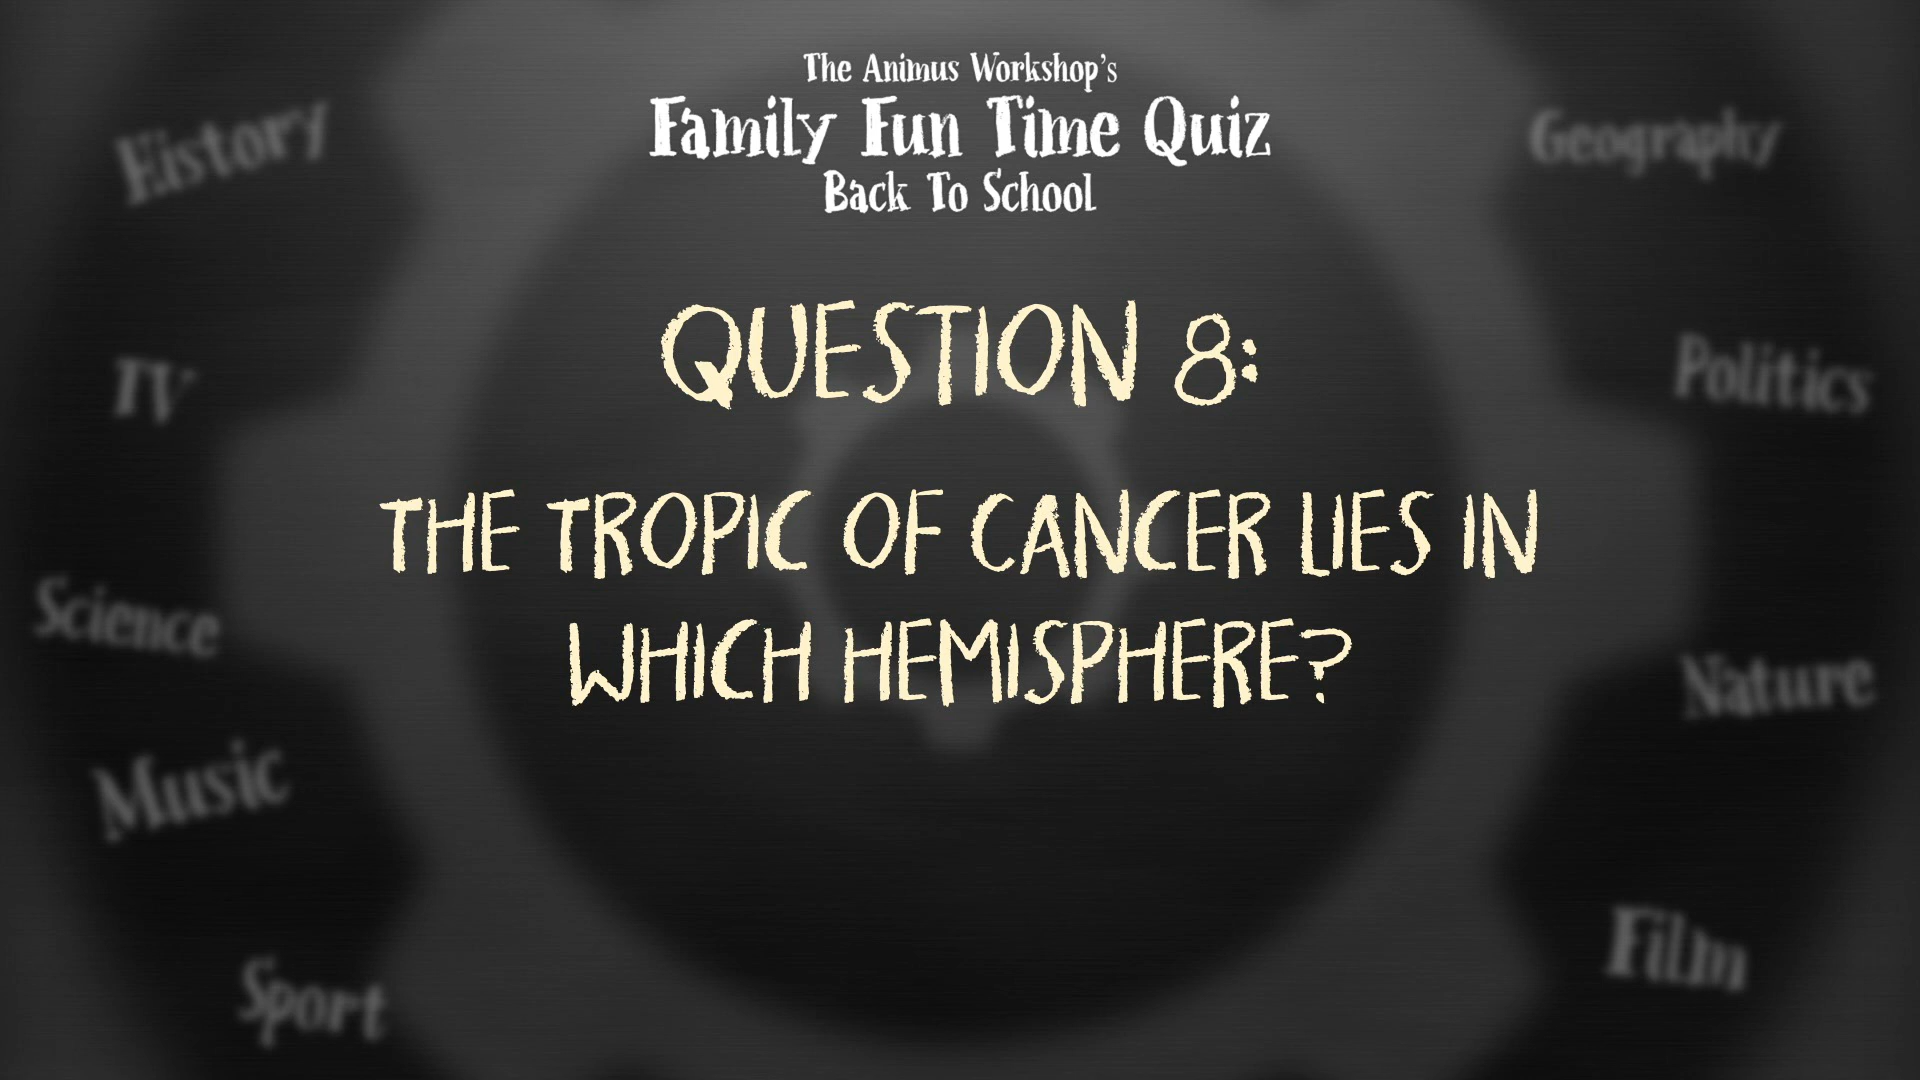 The Animus Workshop's
Family Fun Time Quiz
Back To School
History
Geography
QUESTION 8:
TV
Politics
THE TROPIC OF CANCER LIES IN
WHICH HEMISPHERE?
Science
Nature
Music
Film
Sport